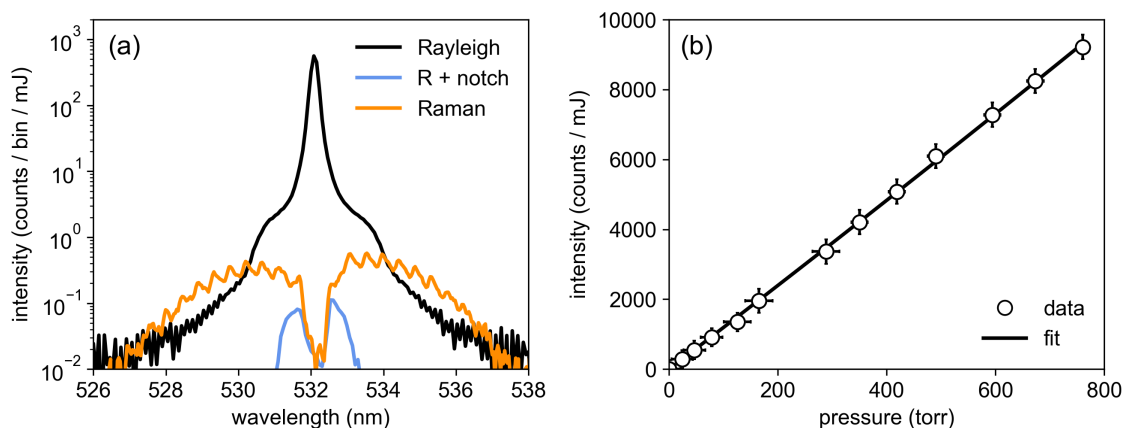 (a)
Rayleigh
R + notch
Raman
10³
10²
10¹
10⁰
10⁻¹
10⁻²
526 528 530 532 534 536 538
wavelength (nm)
intensity (counts / bin / mJ)
(b)
10000
8000
6000
4000
2000
0
0 200 400 600 800
pressure (torr)
intensity (counts / mJ)
data
fit